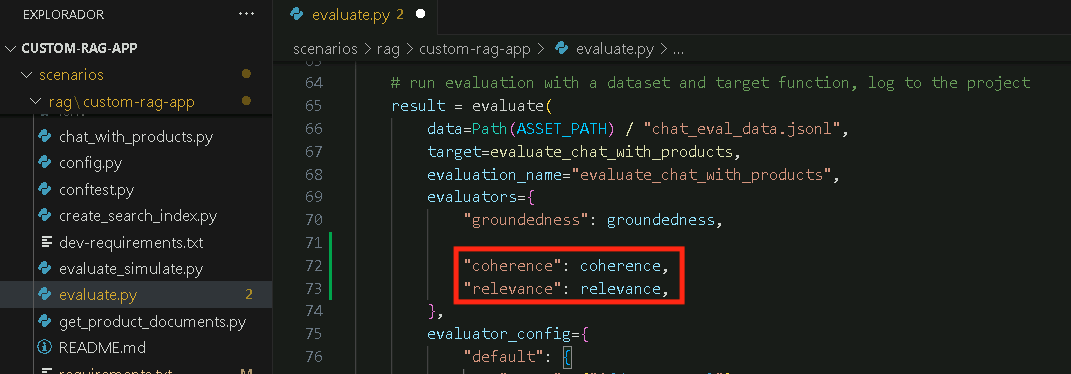 EXPLORADOR ...
CUSTOM-RAG-APP
scenarios
rag\custom-rag-app
chat_with_products.py
config.py
conftest.py
create_search_index.py
dev-requirements.txt
evaluate_simulate.py
evaluate.py 2
get_product_documents.py
README.md
requirements.txt M
evaluate.py 2
scenarios > rag > custom-rag-app > evaluate.py > ...
64 # run evaluation with a dataset and target function, log to the project
65 result = evaluate(
66 data=Path(ASSET_PATH) / "chat_eval_data.jsonl",
67 target=evaluate_chat_with_products,
68 evaluation_name="evaluate_chat_with_products",
69 evaluators={
70 "groundedness": groundedness,
71
72 "coherence": coherence,
73 "relevance": relevance,
74 },
75 evaluator_config={
76 "default": {